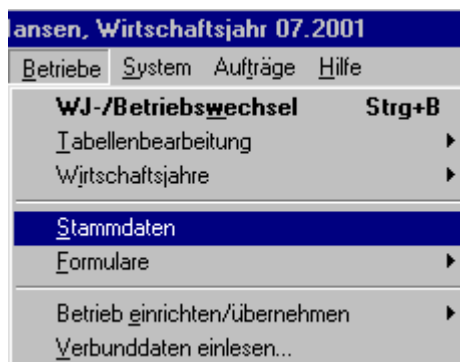 Hansen, Wirtschaftsjahr 07.2001
Betriebe System Aufträge Hilfe
WJ-/Betriebswechsel Strg+B
Tabellenbearbeitung
Wirtschaftsjahre
Stammdaten
Formulare
Betrieb einrichten/übernehmen
Verbunddaten einlesen...